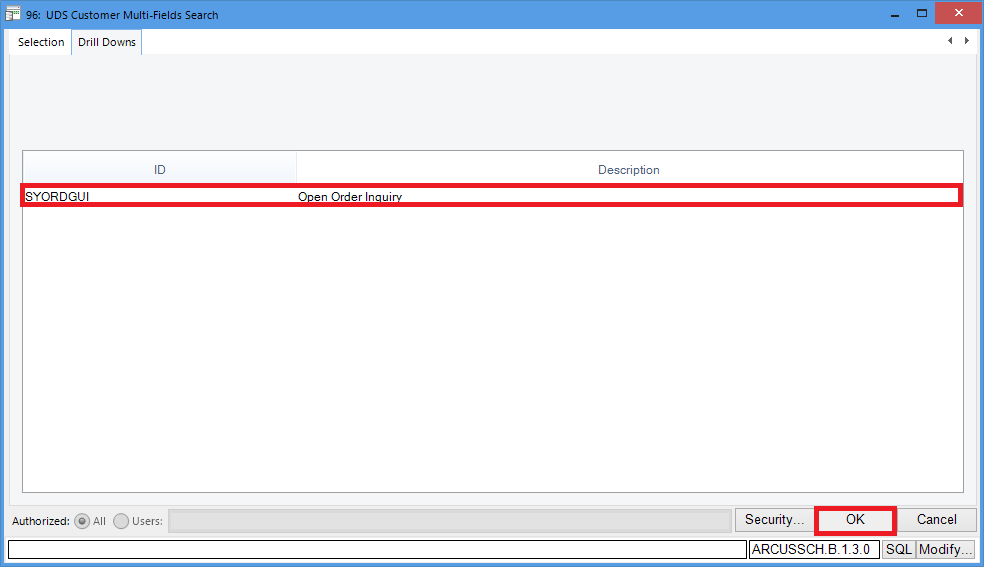 96: UDS Customer Multi-Fields Search
Selection Drill Downs
ID Description
SYORDGUI Open Order Inquiry
Authorized: All Users: Security... OK Cancel
ARCUSSCH.B.1.3.0 SQL Modify...